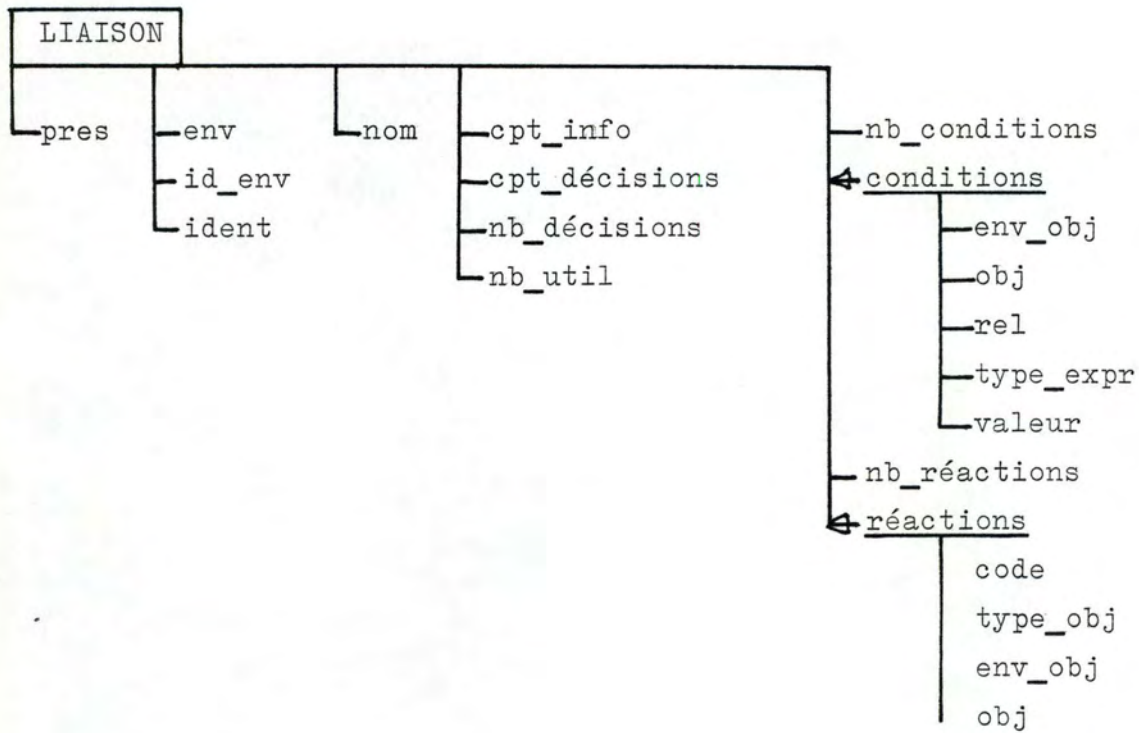 LIAISON
pres env nom cpt_info nb_conditions
id_env cpt_décisions conditions
ident nb_décisions env_obj
nb_util obj
rel
type_expr
valeur
nb_réactions
réactions
code
type_obj
env_obj
obj